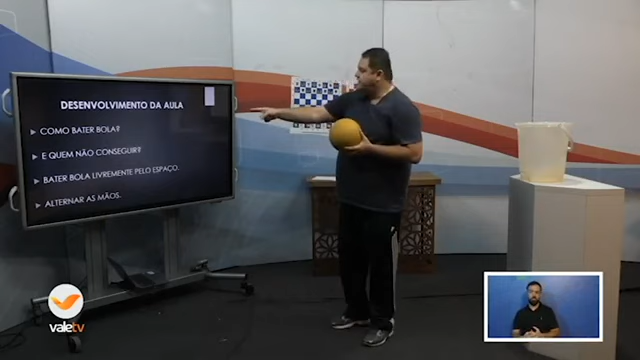 DESENVOLVIMENTO DA AULA
➤ COMO BATER BOLA?
➤ E QUEM NÃO CONSEGUIR?
➤ BATER BOLA LIVREMENTE PELO ESPAÇO.
➤ ALTERNAR AS MÃOS.
valetv